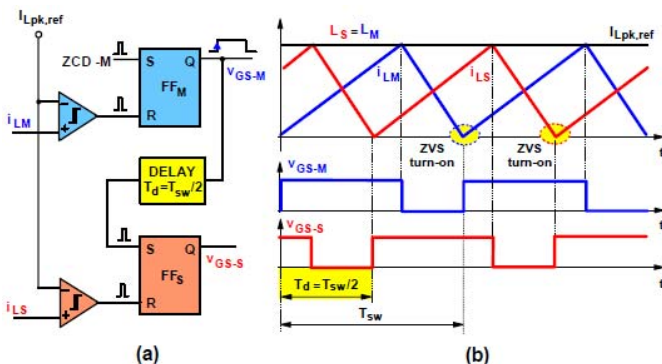 I_Lpk,ref
ZCD -M
S
Q
FF_M
R
v_GS-M
i_LM
DELAY
T_d = T_sw/2
S
Q
FF_S
R
v_GS-S
i_LS
(a)
L_S = L_M
I_Lpk,ref
i_LM
i_LS
ZVS
turn-on
ZVS
turn-on
t
v_GS-M
t
v_GS-S
t
T_d = T_sw/2
T_sw
(b)